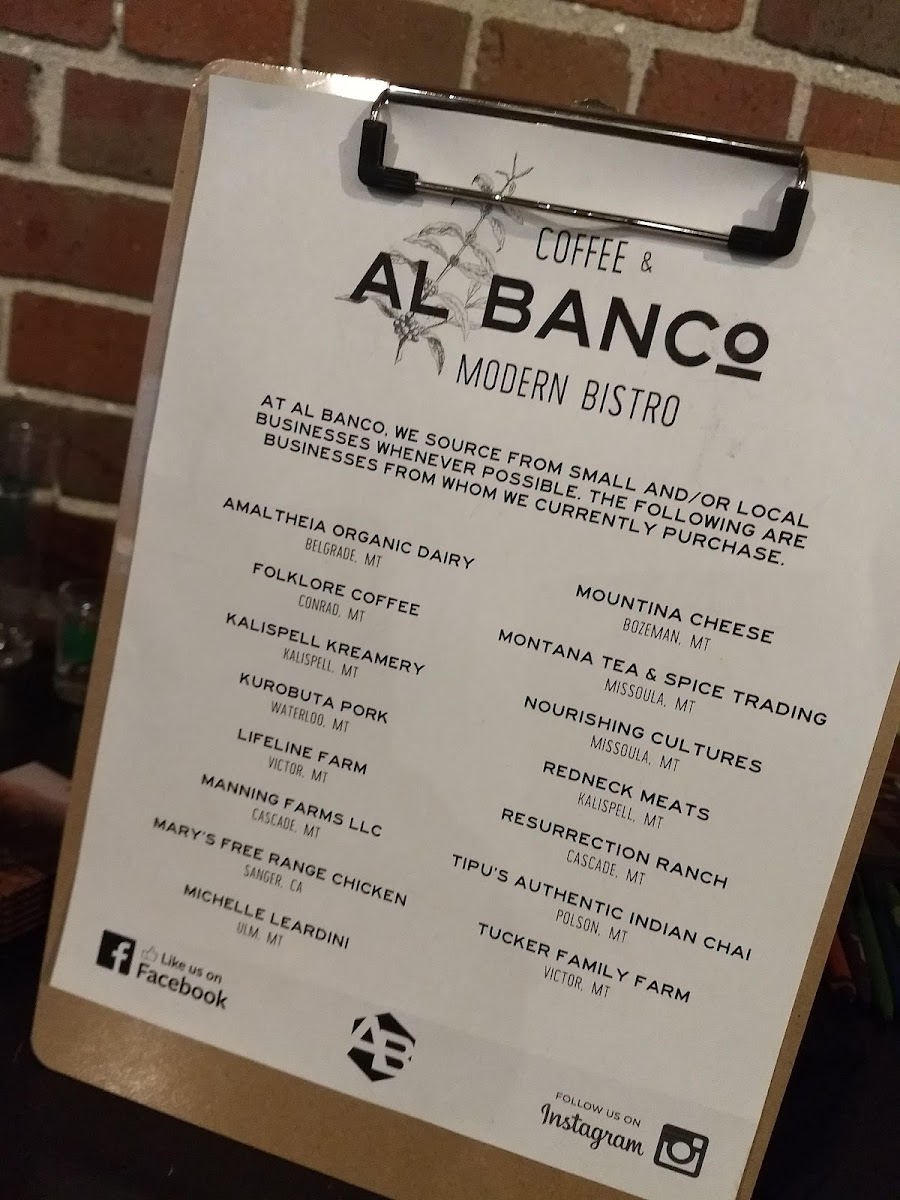 COFFEE &
AL BANCO
MODERN BISTRO
AT AL BANCO, WE SOURCE FROM SMALL AND/OR LOCAL
BUSINESSES WHENEVER POSSIBLE. THE FOLLOWING ARE
BUSINESSES FROM WHOM WE CURRENTLY PURCHASE.
AMALTHEIA ORGANIC DAIRY
BELGRADE, MT
FOLKLORE COFFEE
CONRAD, MT
KALISPELL KREAMERY
KALISPELL, MT
KUROBUTA PORK
WATERLOO, MT
LIFELINE FARM
VICTOR, MT
MANNING FARMS LLC
CASCADE, MT
MARY'S FREE RANGE CHICKEN
SANGER, CA
MICHELLE LEARDINI
ULM, MT
MOUNTINA CHEESE
BOZEMAN, MT
MONTANA TEA & SPICE TRADING
MISSOULA, MT
NOURISHING CULTURES
MISSOULA, MT
REDNECK MEATS
KALISPELL, MT
RESURRECTION RANCH
CASCADE, MT
TIPU'S AUTHENTIC INDIAN CHAI
POLSON, MT
TUCKER FAMILY FARM
VICTOR, MT
f
Like us on
Facebook
AB
FOLLOW US ON
Instagram